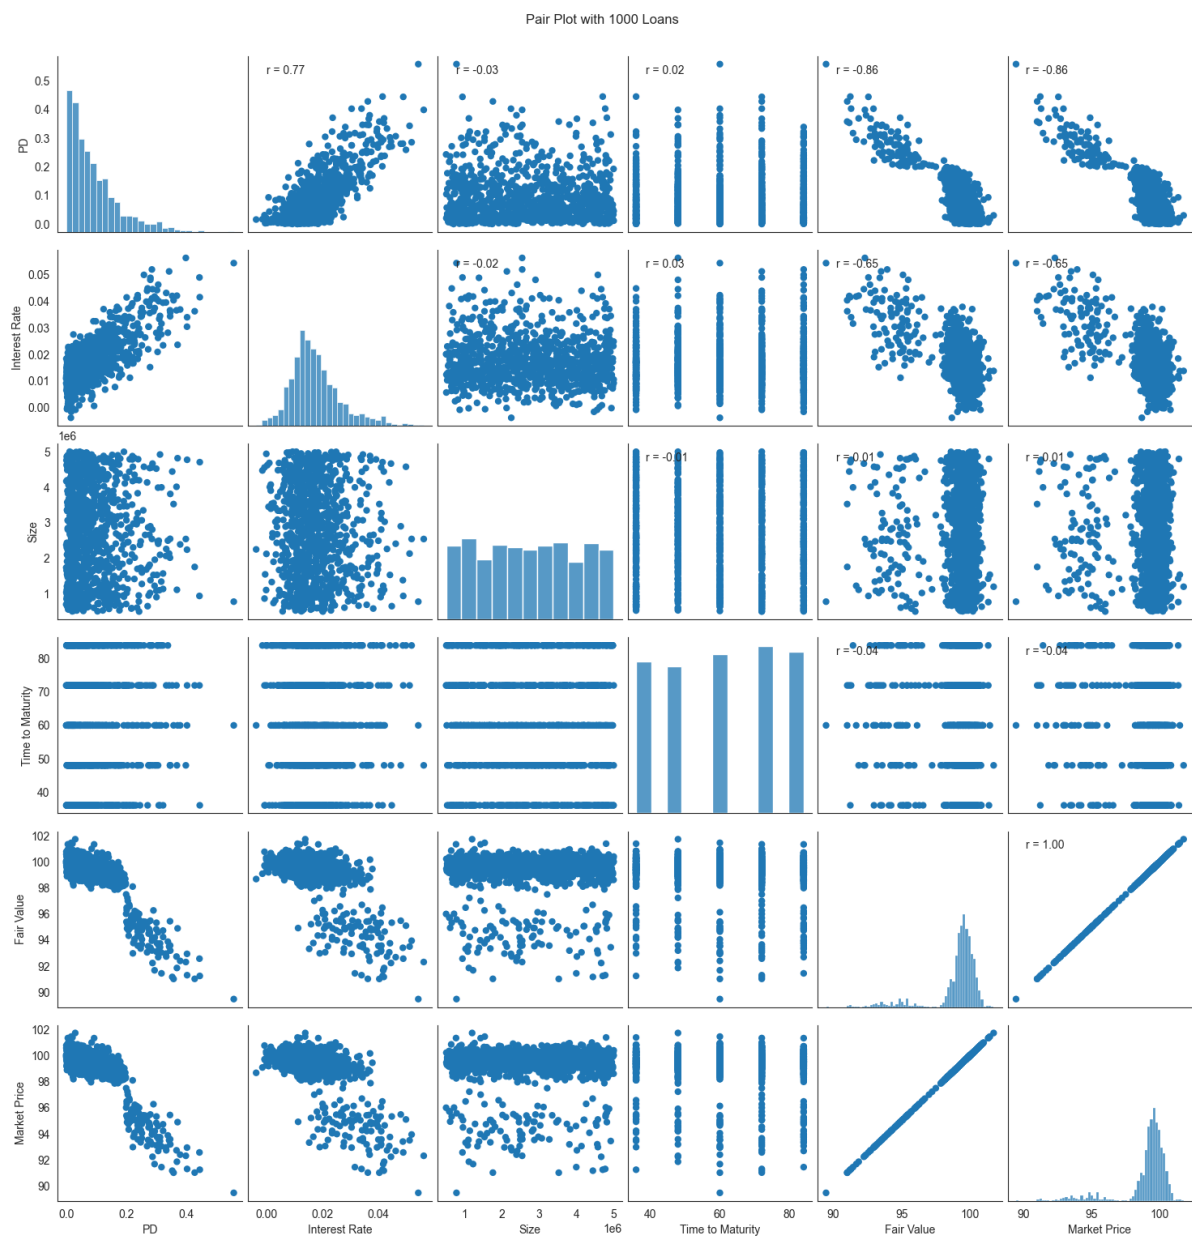 Pair Plot with 1000 Loans
r = 0.77
r = -0.03
r = 0.02
r = -0.86
r = -0.86
0.5
0.4
0.3
0.2
0.1
0.0
PD
r = -0.02
r = 0.03
r = -0.65
r = -0.65
0.05
0.04
0.03
0.02
0.01
0.00
Interest Rate
1e6
r = -0.01
r = 0.01
r = 0.01
5
4
3
2
1
Size
r = -0.04
r = -0.04
80
70
60
50
40
Time to Maturity
r = 1.00
102
100
98
96
94
92
90
Fair Value
102
100
98
96
94
92
90
Market Price
0.0 0.2 0.4
0.00 0.02 0.04
1 2 3 4 5
40 60 80
90 95 100
90 95 100
1e6
PD
Interest Rate
Size
Time to Maturity
Fair Value
Market Price